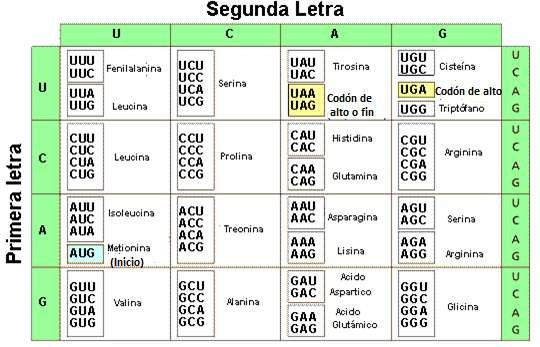 Segunda Letra
U C A G
Primera letra
U
UUU
UUC
Fenilalanina
UUA
UUG
Leucina
UCU
UCC
UCA
UCG
Serina
UAU
UAC
Tirosina
UAA
UAG
Codón de
alto o fin
UGU
UGC
Cisteína
UGA
Codón de alto
UGG
Triptófano
U
C
A
G
C
CUU
CUC
CUA
CUG
Leucina
CCU
CCC
CCA
CCG
Prolina
CAU
CAC
Histidina
CAA
CAG
Glutamina
CGU
CGC
CGA
CGG
Arginina
U
C
A
G
A
AUU
AUC
AUA
Isoleucina
AUG
Metionina
(Inicio)
ACU
ACC
ACA
ACG
Treonina
AAU
AAC
Asparagina
AAA
AAG
Lisina
AGU
AGC
Serina
AGA
AGG
Arginina
U
C
A
G
G
GUU
GUC
GUA
GUG
Valina
GCU
GCC
GCA
GCG
Alanina
GAU
GAC
Acido
Aspartico
GAA
GAG
Acido
Glutámico
GGU
GGC
GGA
GGG
Glicina
U
C
A
G